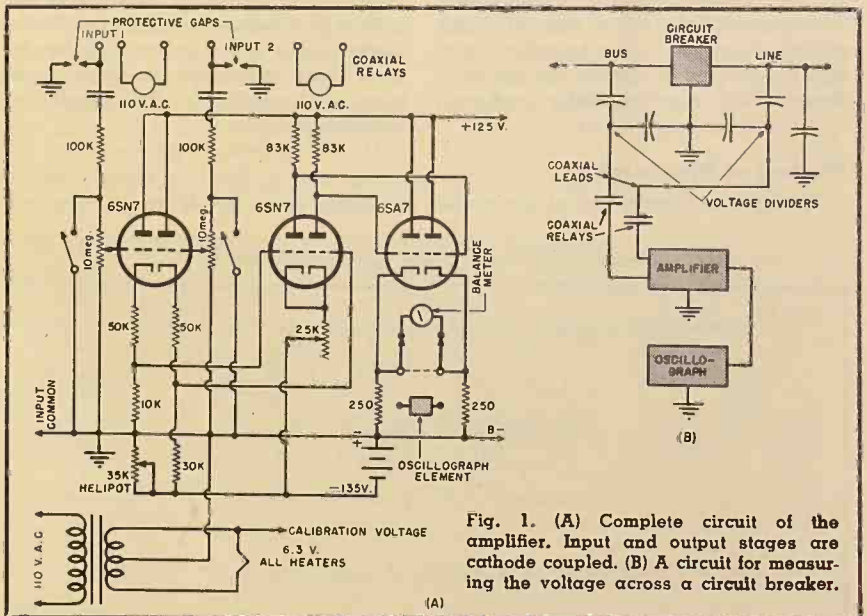 PROTECTIVE GAPS
INPUT 1
INPUT 2
COAXIAL
RELAYS
110 V.A.C.
110 V.A.C.
+125 V.
100K
100K
83K
83K
6SN7
6SN7
6SA7
10 meg.
10 meg.
BALANCE
METER
50K
50K
25K
10K
250
250
INPUT
COMMON
B-
35K
HELIPOT
30K
-135V.
OSCILLOGRAPH
ELEMENT
110 V.A.C.
CALIBRATION VOLTAGE
6.3 V.
ALL HEATERS
(A)
CIRCUIT
BREAKER
BUS
LINE
COAXIAL
LEADS
VOLTAGE DIVIDERS
COAXIAL
RELAYS
AMPLIFIER
OSCILLO-
GRAPH
(B)
Fig. 1. (A) Complete circuit of the
amplifier. Input and output stages are
cathode coupled. (B) A circuit for measur-
ing the voltage across a circuit breaker.